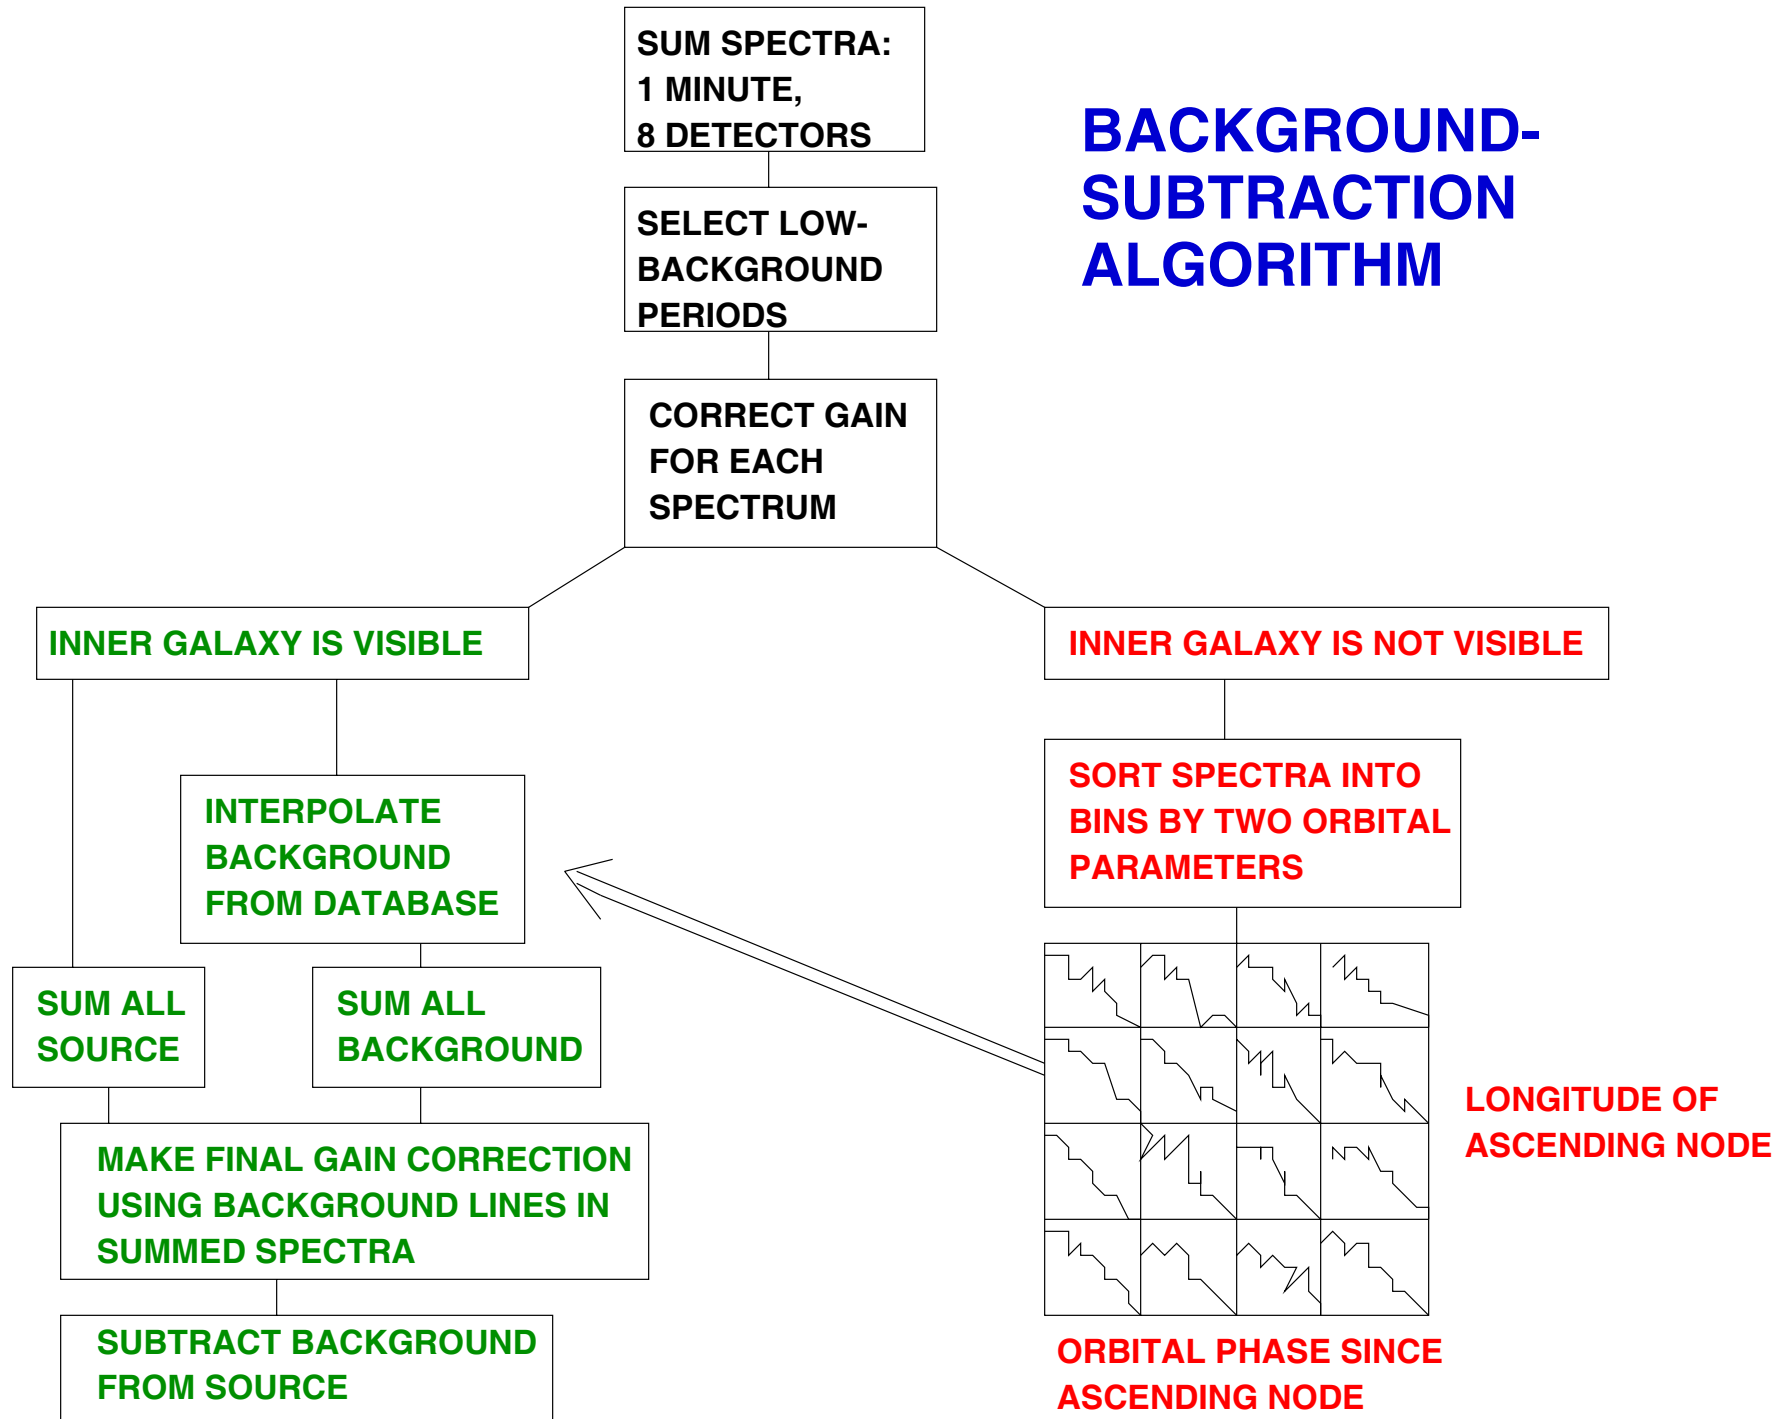 SUM SPECTRA:
1 MINUTE,
8 DETECTORS
BACKGROUND-
SUBTRACTION
ALGORITHM
SELECT LOW-
BACKGROUND
PERIODS
CORRECT GAIN
FOR EACH
SPECTRUM
INNER GALAXY IS VISIBLE
INNER GALAXY IS NOT VISIBLE
INTERPOLATE
BACKGROUND
FROM DATABASE
SORT SPECTRA INTO
BINS BY TWO ORBITAL
PARAMETERS
SUM ALL
SOURCE
SUM ALL
BACKGROUND
LONGITUDE OF
ASCENDING NODE
MAKE FINAL GAIN CORRECTION
USING BACKGROUND LINES IN
SUMMED SPECTRA
SUBTRACT BACKGROUND
FROM SOURCE
ORBITAL PHASE SINCE
ASCENDING NODE